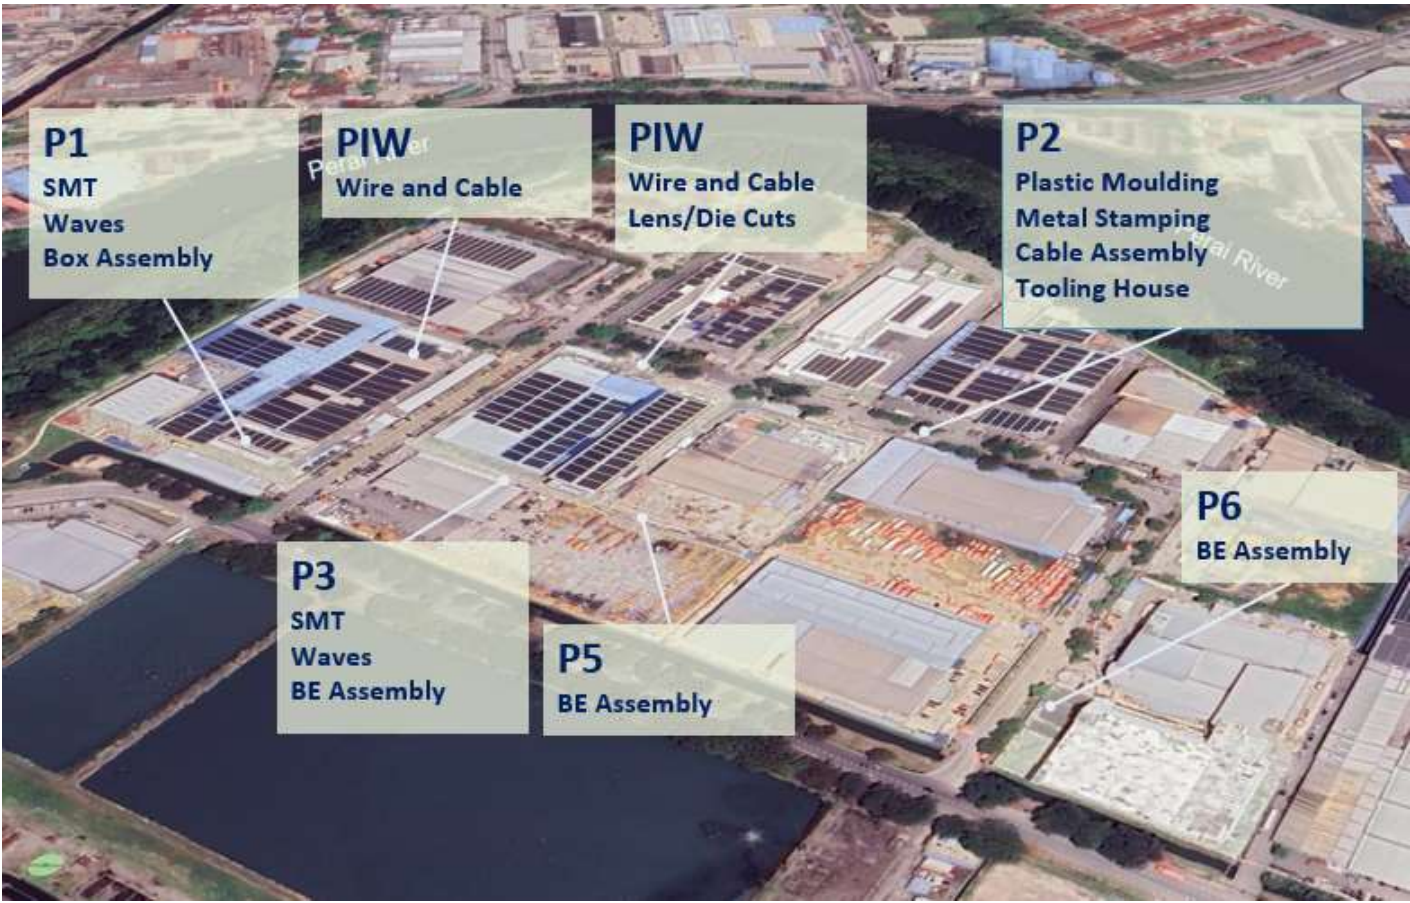 P1
SMT
Waves
Box Assembly
PIW
Wire and Cable
Perai River
PIW
Wire and Cable
Lens/Die Cuts
P2
Plastic Moulding
Metal Stamping
Cable Assembly
Tooling House
Perai River
P3
SMT
Waves
BE Assembly
P5
BE Assembly
P6
BE Assembly